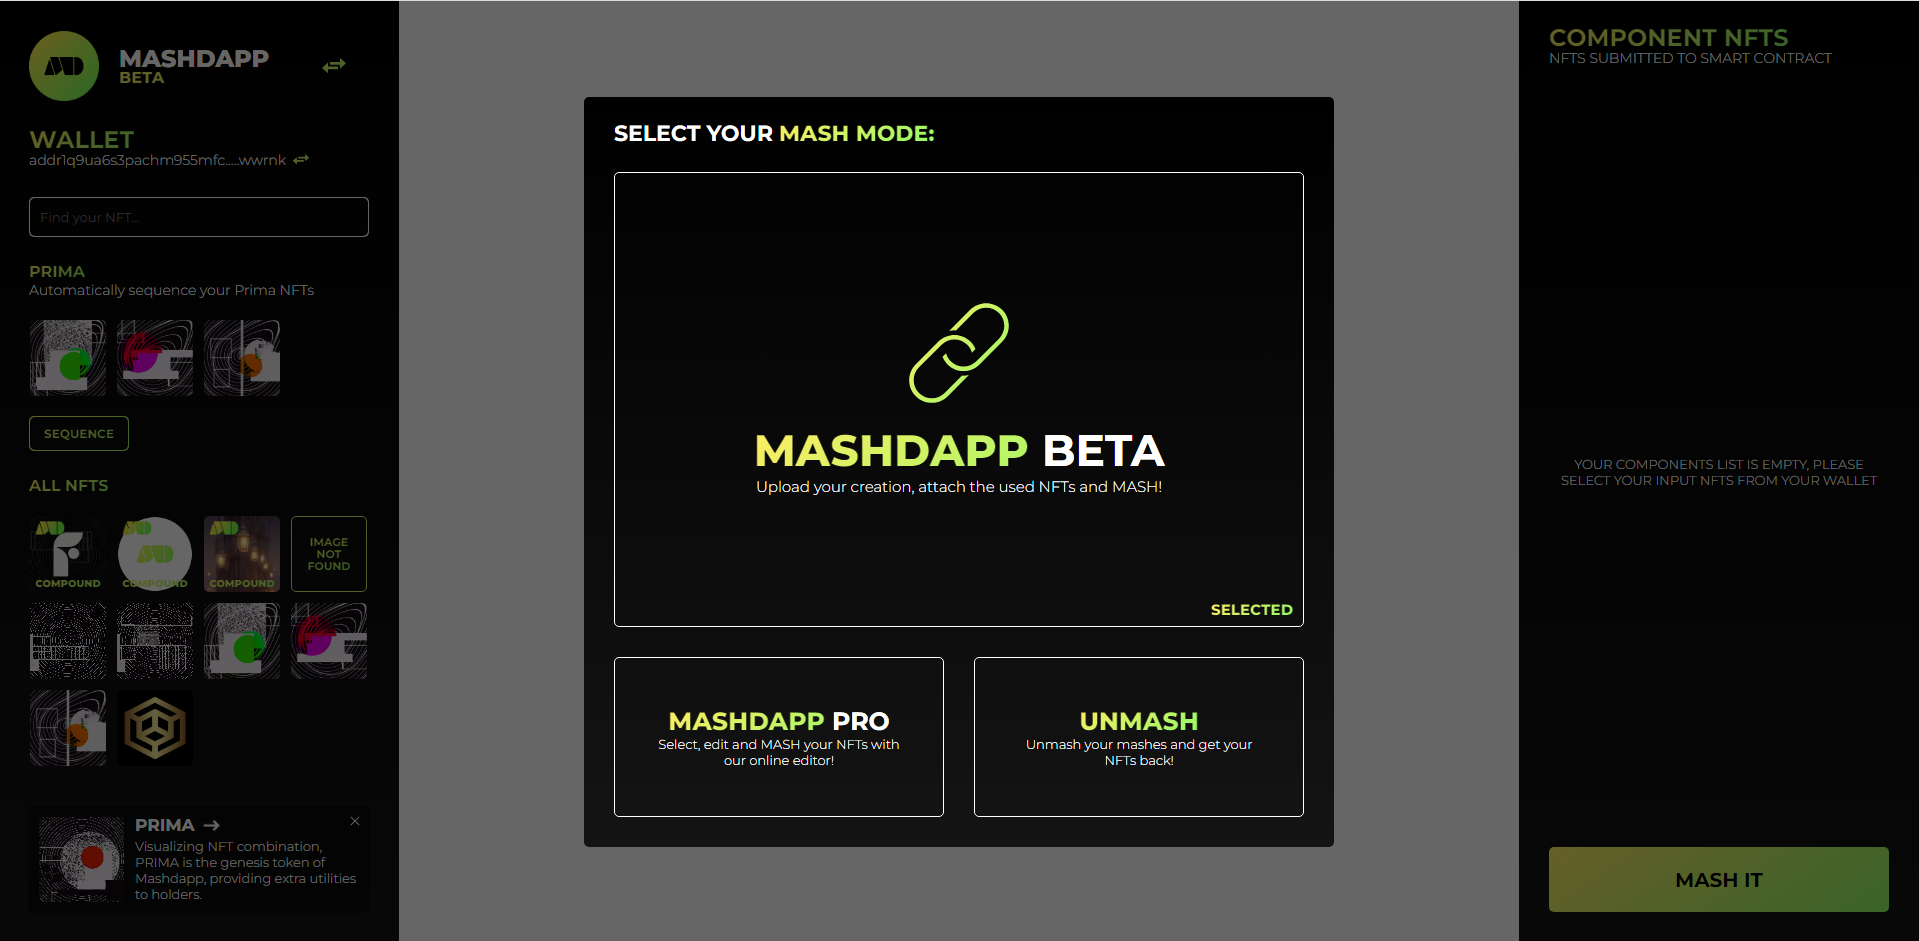 MASHDAPP
BETA
WALLET
addr1q9ua6s3pachm955mfc.....wwrnk
Find your NFT...
PRIMA
Automatically sequence your Prima NFTs
SEQUENCE
ALL NFTS
COMPOUND
COMPOUND
COMPOUND
IMAGE
NOT
FOUND
PRIMA →
Visualizing NFT combination,
PRIMA is the genesis token of
Mashdapp, providing extra utilities
to holders.
SELECT YOUR MASH MODE:
MASHDAPP BETA
Upload your creation, attach the used NFTs and MASH!
SELECTED
MASHDAPP PRO
Select, edit and MASH your NFTs with
our online editor!
UNMASH
Unmash your mashes and get your
NFTs back!
COMPONENT NFTS
NFTS SUBMITTED TO SMART CONTRACT
YOUR COMPONENTS LIST IS EMPTY, PLEASE
SELECT YOUR INPUT NFTS FROM YOUR WALLET
MASH IT